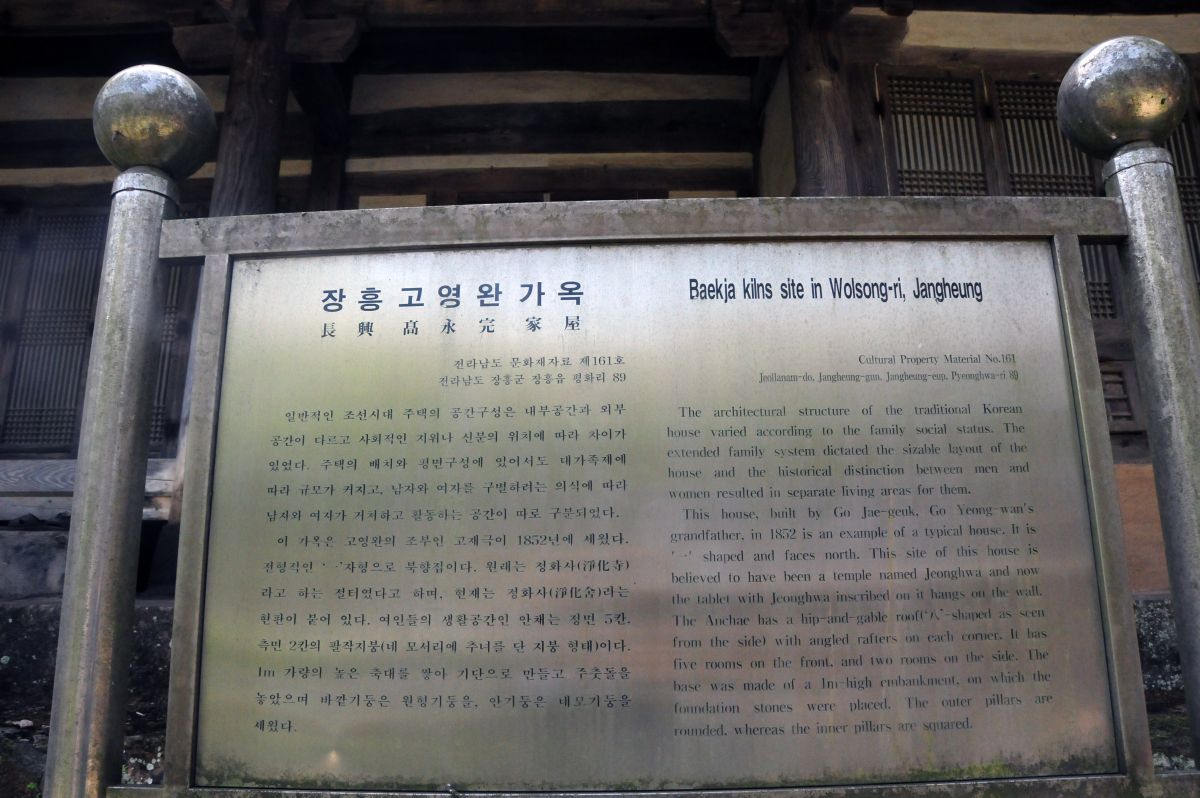 장흥고영완가옥
長興 高永完 家屋
전라남도 문화재자료 제161호
전라남도 장흥군 장흥읍 평화리 89
일반적인 조선시대 주택의 공간구성은 내부공간과 외부
공간이 다르고 사회적인 지위나 신분의 위치에 따라 차이가
있었다. 주택의 배치와 평면구성에 있어서도 대가족제에
따라 규모가 커지고, 남자와 여자를 구별하려는 의식에 따라
남자와 여자가 거처하고 활동하는 공간이 따로 구분되었다.
이 가옥은 고영완의 조부인 고재극이 1852년에 세웠다.
전형적인 '一'자형으로 북향집이다. 원래는 정화사(淨化寺)
라고 하는 절터였다고 하며, 현재는 정화사(淨化舍)라는
현판이 붙어 있다. 여인들의 생활공간인 안채는 정면 5칸,
측면 2칸의 팔작지붕(네 모서리에 추녀를 단 지붕 형태)이다.
1m 가량의 높은 축대를 쌓아 기단으로 만들고 주춧돌을
놓았으며 바깥기둥은 원형기둥을, 안기둥은 네모기둥을
세웠다.
Baekja kilns site in Wolsong-ri, Jangheung
Cultural Property Material No.161
Jeollanam-do, Jangheung-gun, Jangheung-eup, Pyeonghwa-ri 89
The architectural structure of the traditional Korean
house varied according to the family social status. The
extended family system dictated the sizable layout of the
house and the historical distinction between men and
women resulted in separate living areas for them.
This house, built by Go Jae-geuk, Go Yeong-wan's
grandfather, in 1852 is an example of a typical house. It is
'一' shaped and faces north. This site of this house is
believed to have been a temple named Jeonghwa and now
the tablet with Jeonghwa inscribed on it hangs on the wall.
The Anchae has a hip-and-gable roof('八'-shaped as seen
from the side) with angled rafters on each corner. It has
five rooms on the front, and two rooms on the side. The
base was made of a 1m-high embankment, on which the
foundation stones were placed. The outer pillars are
rounded, whereas the inner pillars are squared.